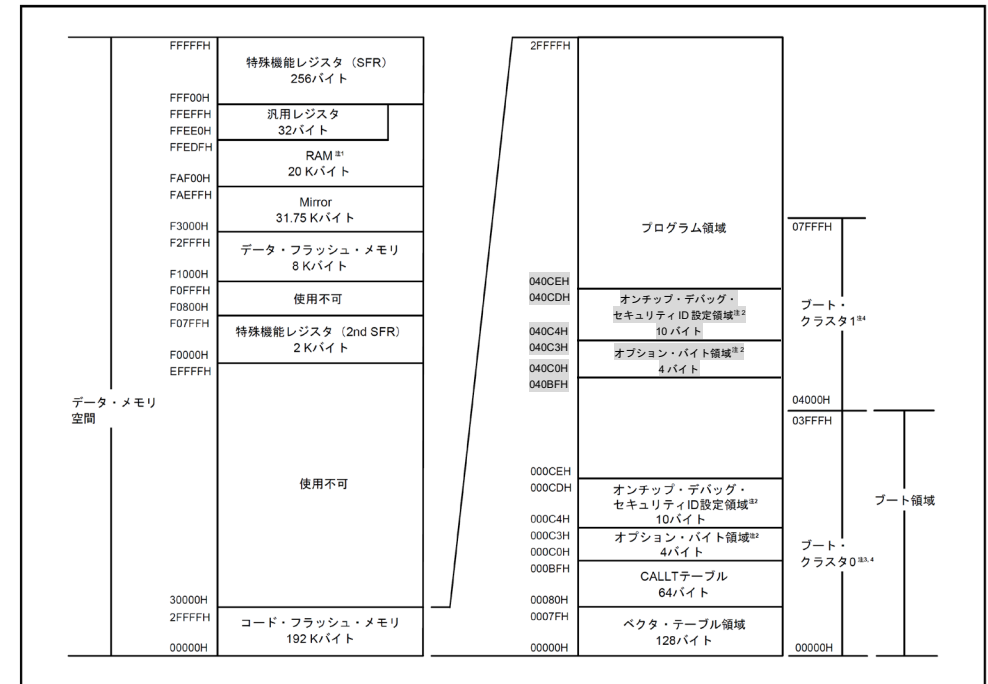 FFFFFH
特殊機能レジスタ（SFR）
256バイト
FFF00H
FFEFFH
汎用レジスタ
32バイト
FFEE0H
FFEDFH
RAM注1
20 Kバイト
FAF00H
FAEFFH
Mirror
31.75 Kバイト
F3000H
F2FFFH
データ・フラッシュ・メモリ
8 Kバイト
F1000H
F0FFFH
使用不可
F0800H
F07FFH
特殊機能レジスタ（2nd SFR）
2 Kバイト
F0000H
EFFFFH
データ・メモリ
空間
使用不可
30000H
2FFFFH
コード・フラッシュ・メモリ
192 Kバイト
00000H
2FFFFH
プログラム領域
040CEH
040CDH
オンチップ・デバッグ・
セキュリティID 設定領域注2
10 バイト
040C4H
040C3H
オプション・バイト領域注2
4 バイト
040C0H
040BFH
000CEH
000CDH
オンチップ・デバッグ・
セキュリティID設定領域注2
10バイト
000C4H
000C3H
オプション・バイト領域注2
4バイト
000C0H
000BFH
CALLTテーブル
64バイト
00080H
0007FH
ベクタ・テーブル領域
128バイト
00000H
07FFFH
ブート・
クラスタ1注4
04000H
03FFFH
ブート・
クラスタ0注3, 4
00000H
ブート領域